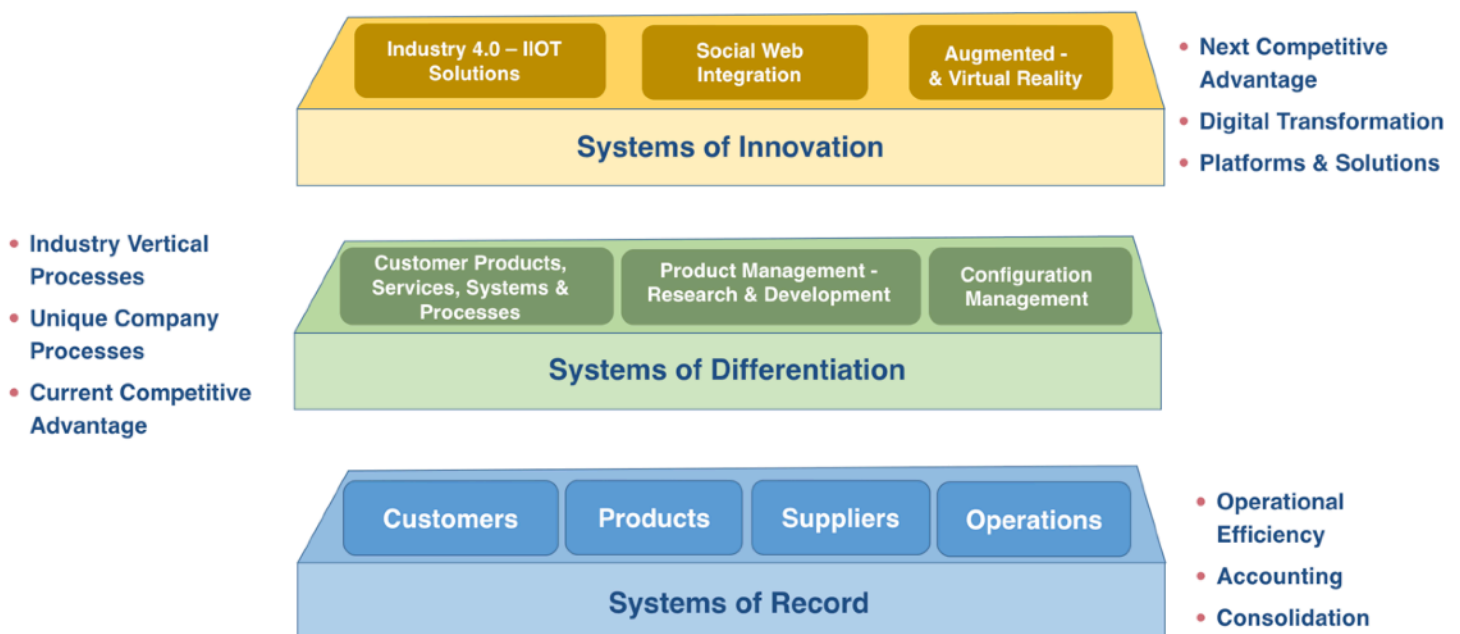 Industry 4.0 – IIOT
Solutions
Social Web
Integration
Augmented -
& Virtual Reality
Systems of Innovation
• Next Competitive
Advantage
• Digital Transformation
• Platforms & Solutions
• Industry Vertical
Processes
• Unique Company
Processes
• Current Competitive
Advantage
Customer Products,
Services, Systems &
Processes
Product Management -
Research & Development
Configuration
Management
Systems of Differentiation
Customers
Products
Suppliers
Operations
Systems of Record
• Operational
Efficiency
• Accounting
• Consolidation